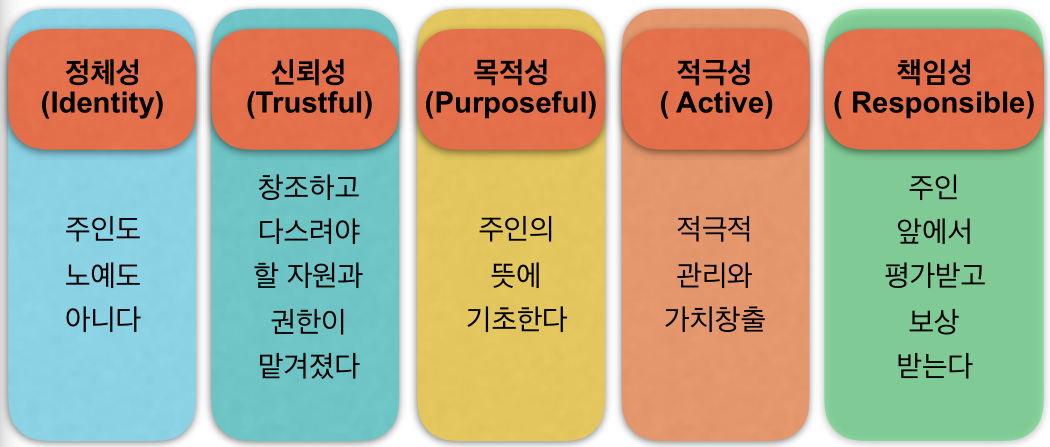 정체성
(Identity)
주인도
노예도
아니다
신뢰성
(Trustful)
창조하고
다스려야
할 자원과
권한이
맡겨졌다
목적성
(Purposeful)
주인의
뜻에
기초한다
적극성
( Active)
적극적
관리와
가치창출
책임성
( Responsible)
주인
앞에서
평가받고
보상
받는다